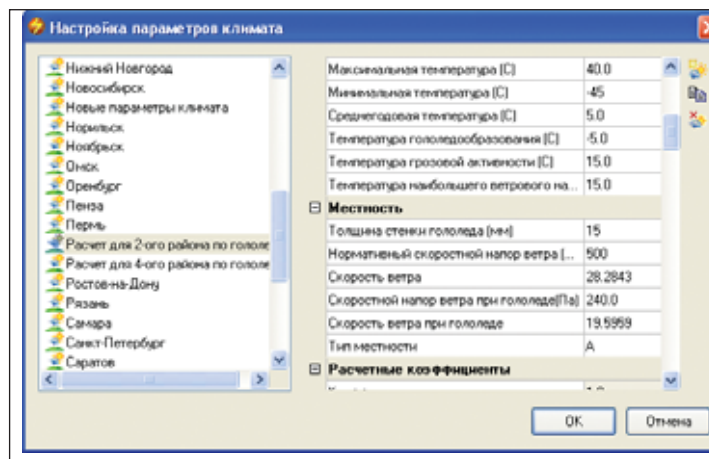 Настройка параметров климата
Нижний Новгород
Новосибирск
Новые параметры климата
Норильск
Ноябрьск
Омск
Оренбург
Пенза
Пермь
Расчет для 2-ого района по гололе
Расчет для 4-ого района по гололе
Ростов-на-Дону
Рязань
Самара
Санкт-Петербург
Саратов
Максимальная температура (С) 40.0
Минимальная температура (С) -45
Среднегодовая температура (С) 5.0
Температура гололедообразования (С) -5.0
Температура грозовой активности (С) 15.0
Температура наибольшего ветрового на... 15.0
Местность
Толщина стенки гололеда (мм) 15
Нормативный скоростной напор ветра (... 500
Скорость ветра 28.2843
Скоростной напор ветра при гололеде(Па) 240.0
Скорость ветра при гололеде 19.5959
Тип местности А
Расчетные коэффициенты
ОК
Отмена